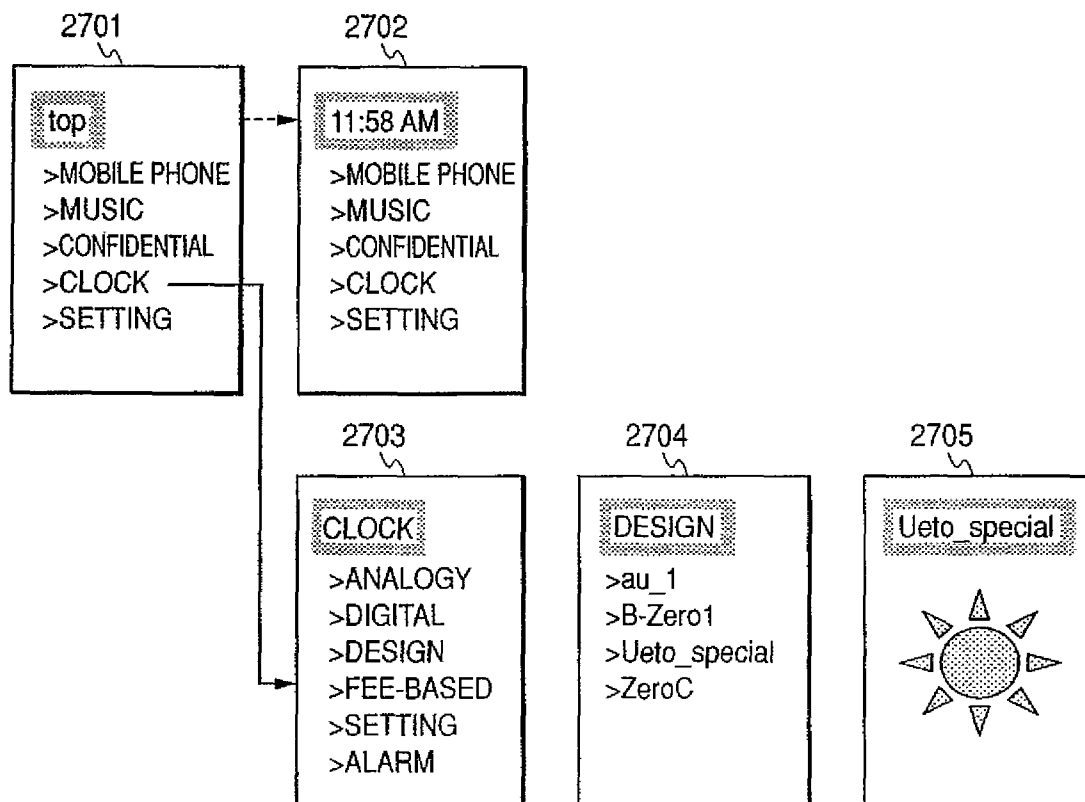 2701
top
>MOBILE PHONE
>MUSIC
>CONFIDENTIAL
>CLOCK
>SETTING
2702
11:58 AM
>MOBILE PHONE
>MUSIC
>CONFIDENTIAL
>CLOCK
>SETTING
2703
CLOCK
>ANALOGY
>DIGITAL
>DESIGN
>FEE-BASED
>SETTING
>ALARM
2704
DESIGN
>au_1
>B-Zero1
>Ueto_special
>ZeroC
2705
Ueto_special